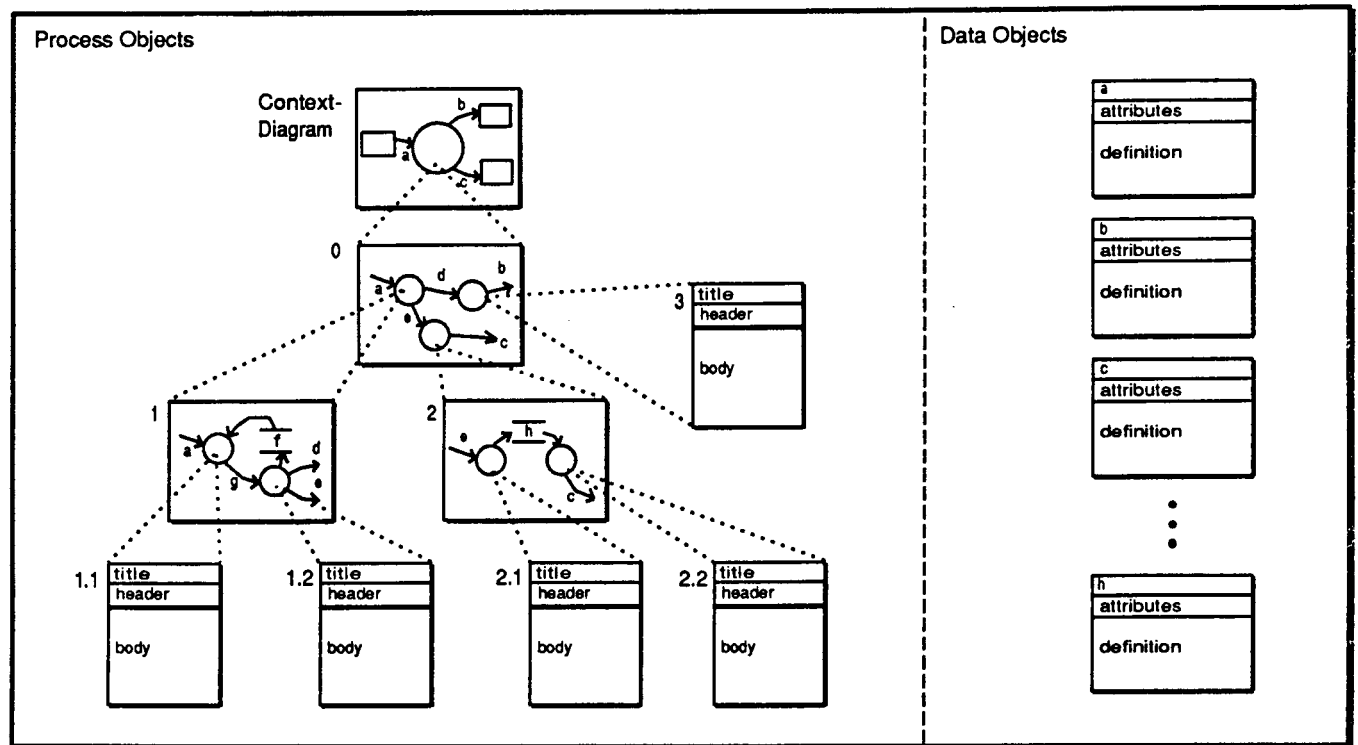 Process Objects
Data Objects
Context-
Diagram
b
a
c
0
a
d
b
e
c
3
title
header
body
1
a
f
d
g
e
2
e
h
c
1.1
title
header
body
1.2
title
header
body
2.1
title
header
body
2.2
title
header
body
a
attributes
definition
b
attributes
definition
c
attributes
definition
h
attributes
definition